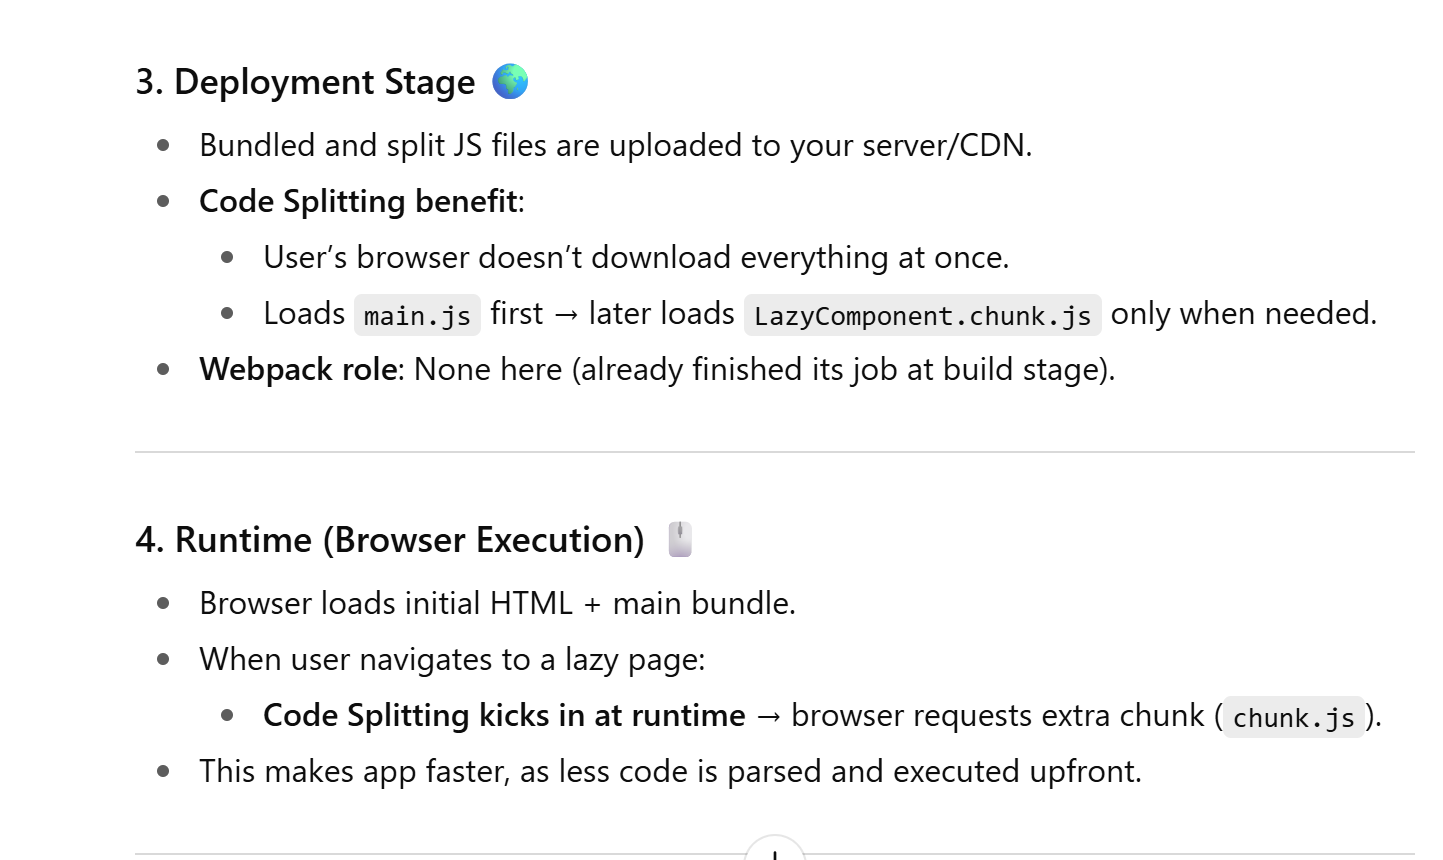 3. Deployment Stage 🌍
• Bundled and split JS files are uploaded to your server/CDN.
• Code Splitting benefit:
• User’s browser doesn’t download everything at once.
• Loads main.js first → later loads LazyComponent.chunk.js only when needed.
• Webpack role: None here (already finished its job at build stage).
4. Runtime (Browser Execution) 🖱️
• Browser loads initial HTML + main bundle.
• When user navigates to a lazy page:
• Code Splitting kicks in at runtime → browser requests extra chunk (chunk.js).
• This makes app faster, as less code is parsed and executed upfront.